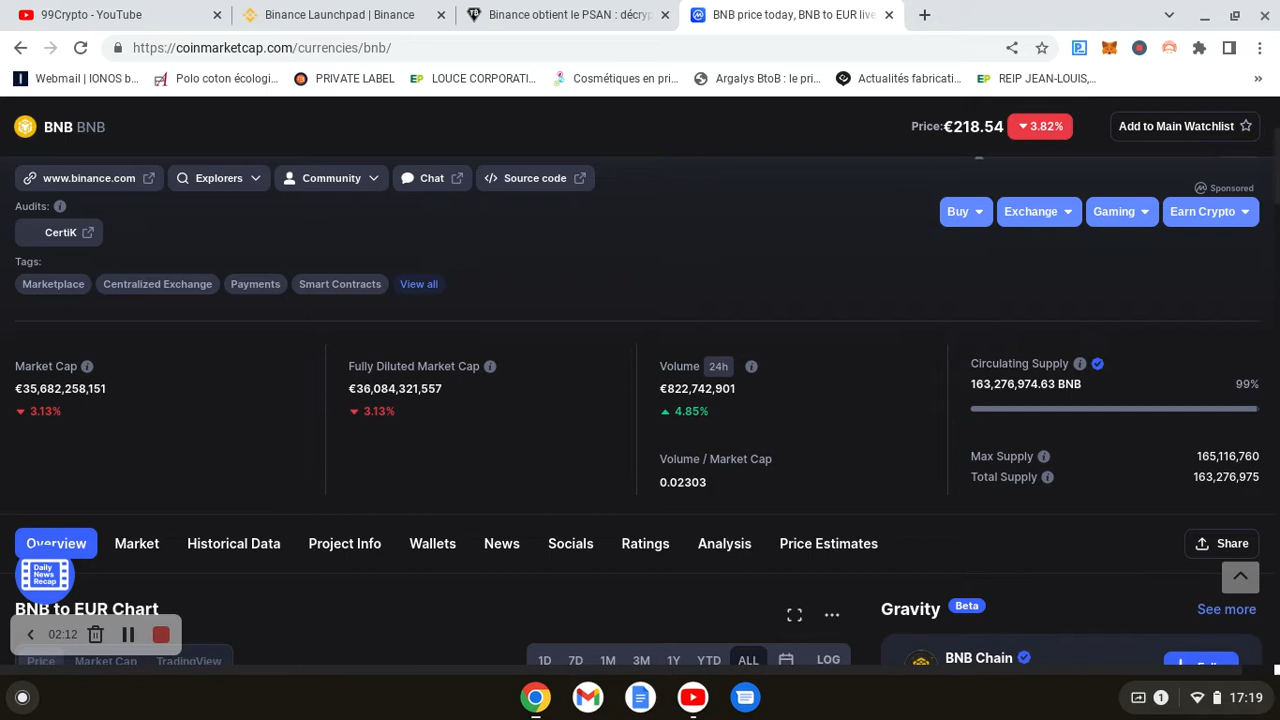 99Crypto - YouTube
Binance Launchpad | Binance
Binance obtient le PSAN : décryp
BNB price today, BNB to EUR live
https://coinmarketcap.com/currencies/bnb/
Webmail | IONOS b...
Polo coton écologi...
PRIVATE LABEL
LOUCE CORPORATI...
Cosmétiques en pri...
Argalys BtoB : le pri...
Actualités fabricati...
REIP JEAN-LOUIS,...
BNB BNB
Price: €218.54
3.82%
Add to Main Watchlist
www.binance.com
Explorers
Community
Chat
Source code
Sponsored
Audits:
Buy
Exchange
Gaming
Earn Crypto
CertiK
Tags:
Marketplace
Centralized Exchange
Payments
Smart Contracts
View all
Market Cap
€35,682,258,151
3.13%
Fully Diluted Market Cap
€36,084,321,557
3.13%
Volume 24h
€822,742,901
4.85%
Volume / Market Cap
0.02303
Circulating Supply
163,276,974.63 BNB
99%
Max Supply
165,116,760
Total Supply
163,276,975
Overview
Market
Historical Data
Project Info
Wallets
News
Socials
Ratings
Analysis
Price Estimates
Share
Daily
News
Recap
BNB to EUR Chart
Gravity
Beta
See more
02:12
Price
Market Cap
TradingView
1D
7D
1M
3M
1Y
YTD
ALL
LOG
BNB Chain
1
17:19